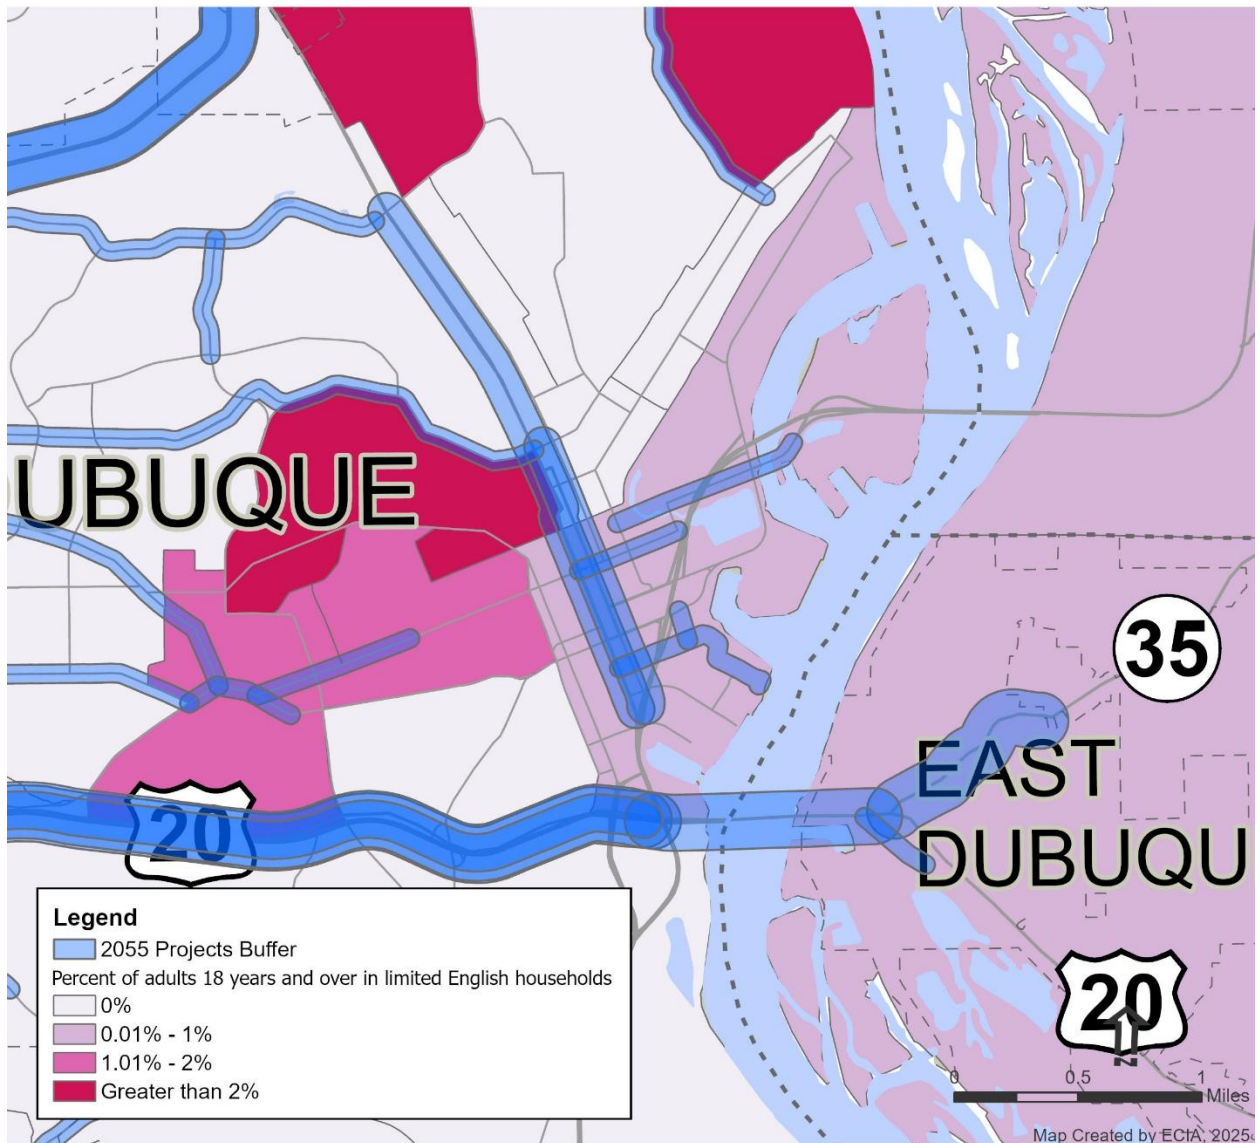 UBUQUE
35
EAST
DUBUQU
20
Legend
2055 Projects Buffer
Percent of adults 18 years and over in limited English households
0%
0.01% - 1%
1.01% - 2%
Greater than 2%
20
N
0 0.5 1
Miles
Map Created by ECIA, 2025